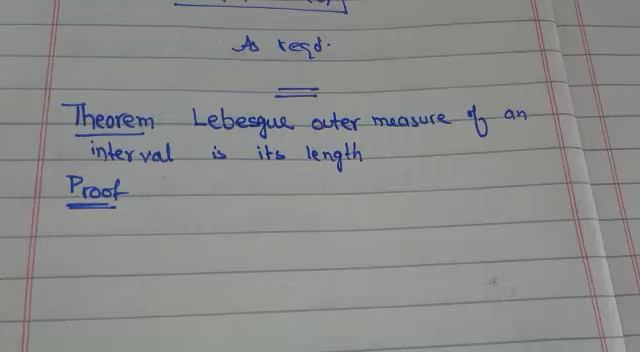 As reqd.
Theorem Lebesgue outer measure of an
interval is its length
Proof